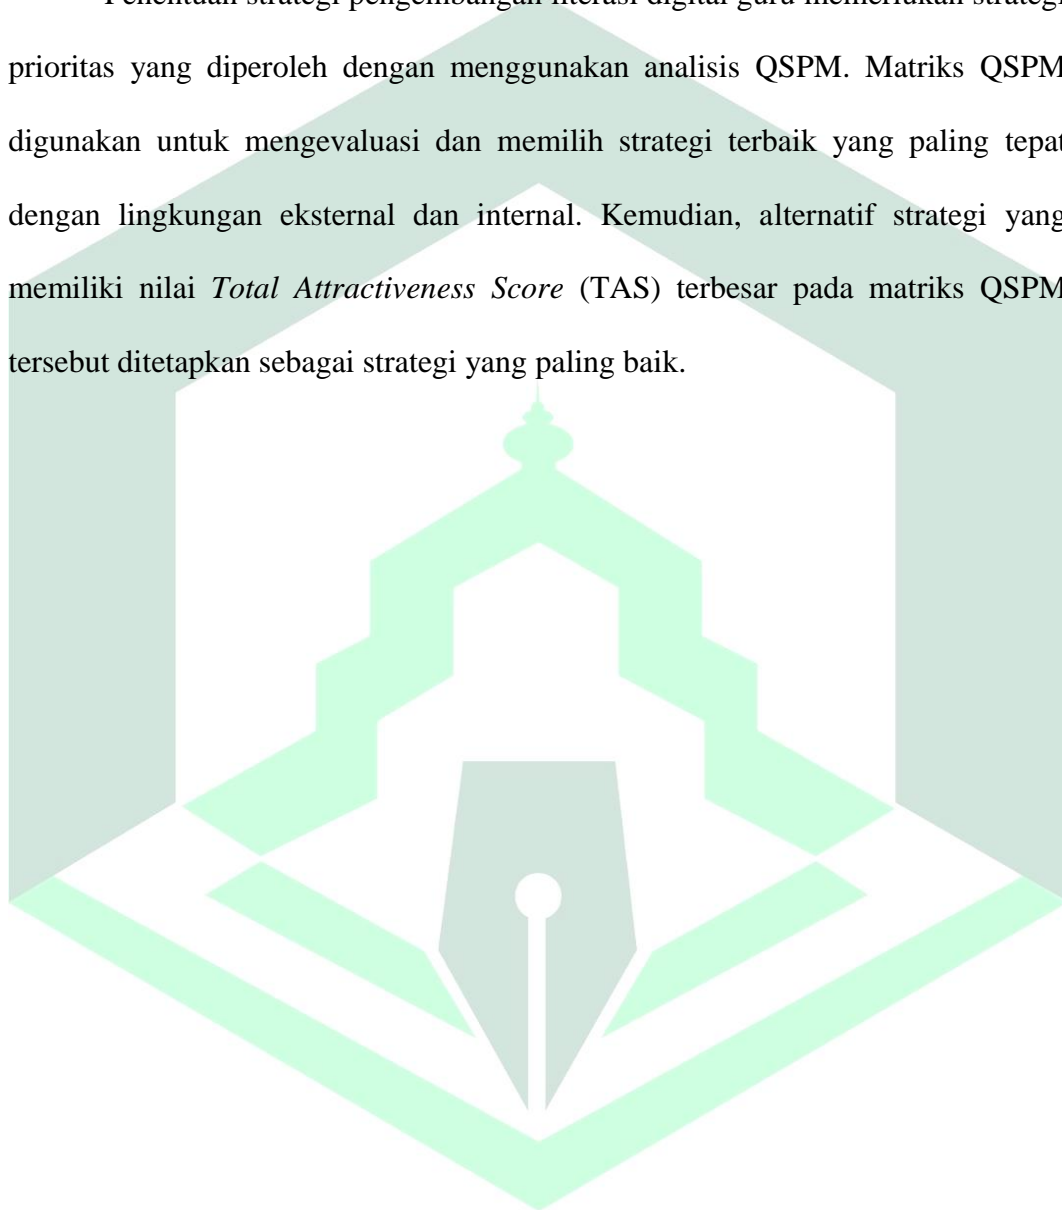 Penentuan strategi pengembangan literasi digital guru memerlukan strategi
prioritas yang diperoleh dengan menggunakan analisis QSPM. Matriks QSPM
digunakan untuk mengevaluasi dan memilih strategi terbaik yang paling tepat
dengan lingkungan eksternal dan internal. Kemudian, alternatif strategi yang
memiliki nilai Total Attractiveness Score (TAS) terbesar pada matriks QSPM
tersebut ditetapkan sebagai strategi yang paling baik.